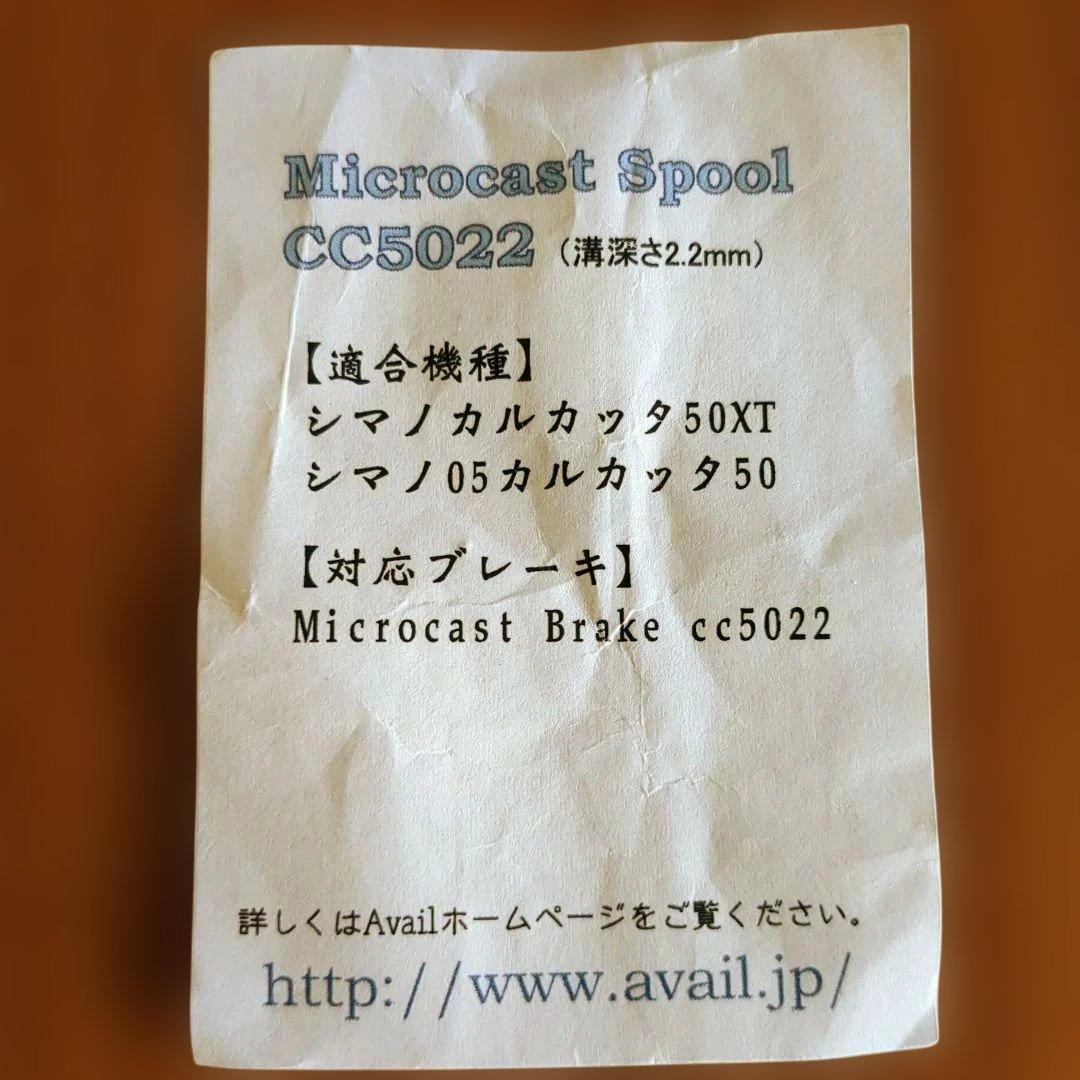 Microcast Spool
CC5022（溝深さ2.2mm）
【適合機種】
シマノカルカッタ50XT
シマノ05カルカッタ50
【対応ブレーキ】
Microcast Brake cc5022
詳しくはAvailホームページをご覧ください。
http://www.avail.jp/